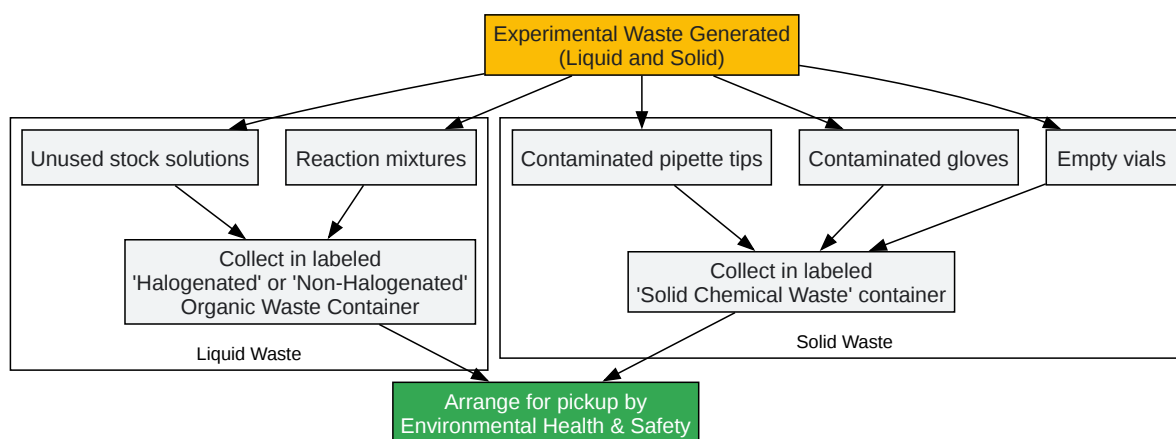 Experimental Waste Generated
(Liquid and Solid)
Unused stock solutions
Reaction mixtures
Contaminated pipette tips
Contaminated gloves
Empty vials
Collect in labeled
'Halogenated' or 'Non-Halogenated'
Organic Waste Container
Collect in labeled
'Solid Chemical Waste' container
Liquid Waste
Solid Waste
Arrange for pickup by
Environmental Health & Safety